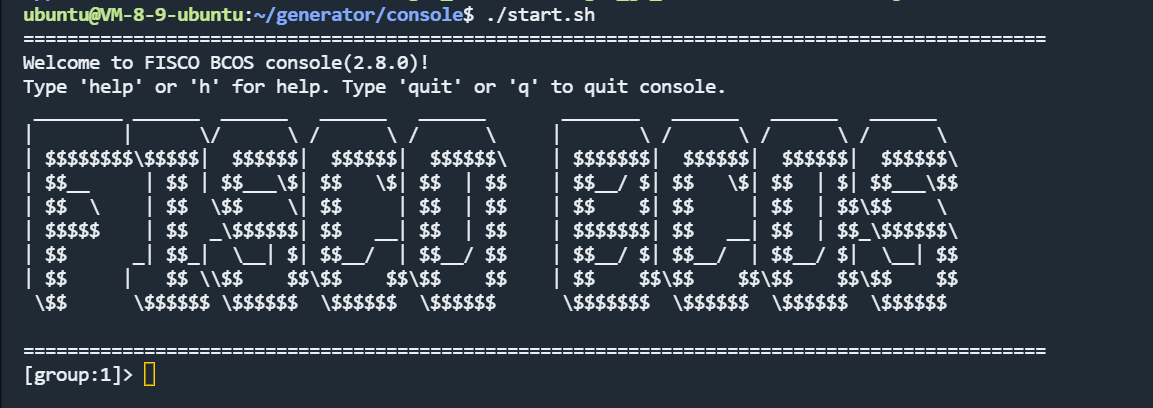 ubuntu@VM-8-9-ubuntu:~/generator/console$ ./start.sh
=============================================================================================
Welcome to FISCO BCOS console(2.8.0)!
Type 'help' or 'h' for help. Type 'quit' or 'q' to quit console.
 ________ ______  ______   ______   ______       _______   ______   ______   ______
|        |      \/      \ /      \ /      \     |       \ /      \ /      \ /      \
| $$$$$$$$\$$$$$|  $$$$$$|  $$$$$$|  $$$$$$\    | $$$$$$$|  $$$$$$|  $$$$$$|  $$$$$$\
| $$__     | $$ | $$___\$| $$   \$| $$  | $$    | $$__/ $| $$   \$| $$  | $| $$___\$$
| $$  \    | $$  \$$    \| $$     | $$  | $$    | $$    $| $$     | $$  | $$\$$    \
| $$$$$    | $$  _\$$$$$$| $$   __| $$  | $$    | $$$$$$$| $$   __| $$  | $$_\$$$$$$\
| $$      _| $$_|  \__| $| $$__/  | $$__/ $$    | $$__/ $| $$__/  | $$__/ $|  \__| $$
| $$     |   $$ \\$$    $$\$$    $$\$$    $$    | $$    $$\$$    $$\$$    $$\$$    $$
 \$$      \$$$$$$ \$$$$$$  \$$$$$$  \$$$$$$      \$$$$$$$  \$$$$$$  \$$$$$$  \$$$$$$
=============================================================================================
[group:1]>